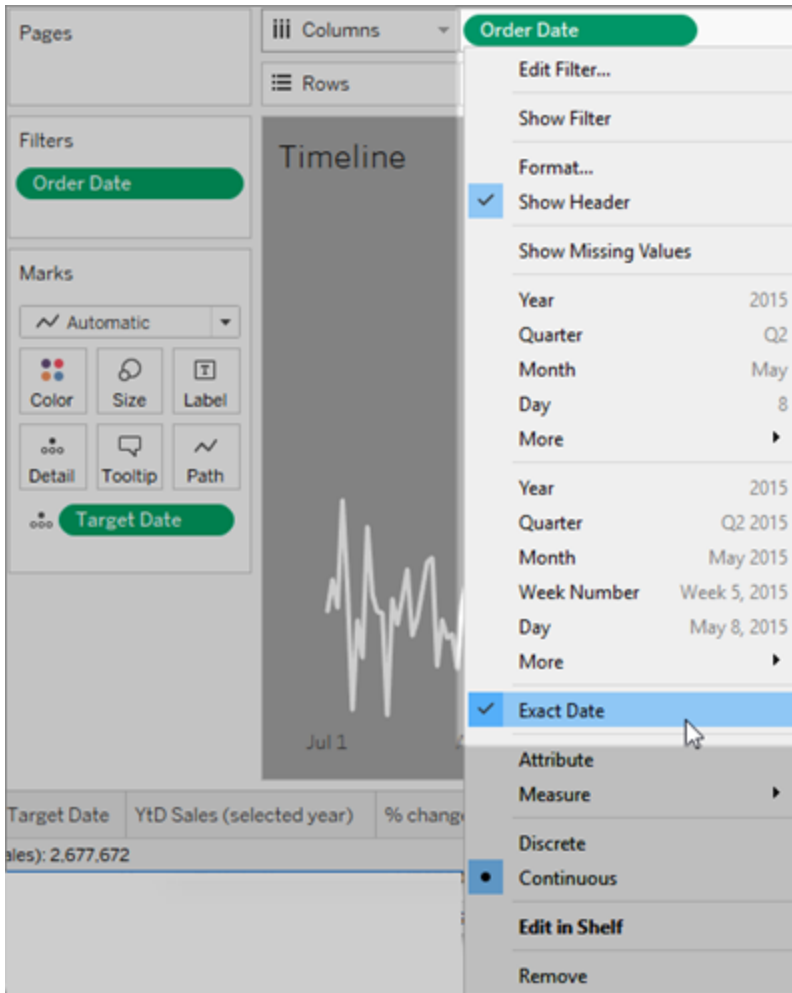 Pages
Columns
Order Date
Rows
Filters
Order Date
Timeline
Marks
Automatic
Color Size Label
Detail Tooltip Path
Target Date
Jul 1
Target Date YtD Sales (selected year) % chang
ales): 2,677,672
Edit Filter...
Show Filter
Format...
Show Header
Show Missing Values
Year 2015
Quarter Q2
Month May
Day 8
More
Year 2015
Quarter Q2 2015
Month May 2015
Week Number Week 5, 2015
Day May 8, 2015
More
Exact Date
Attribute
Measure
Discrete
Continuous
Edit in Shelf
Remove